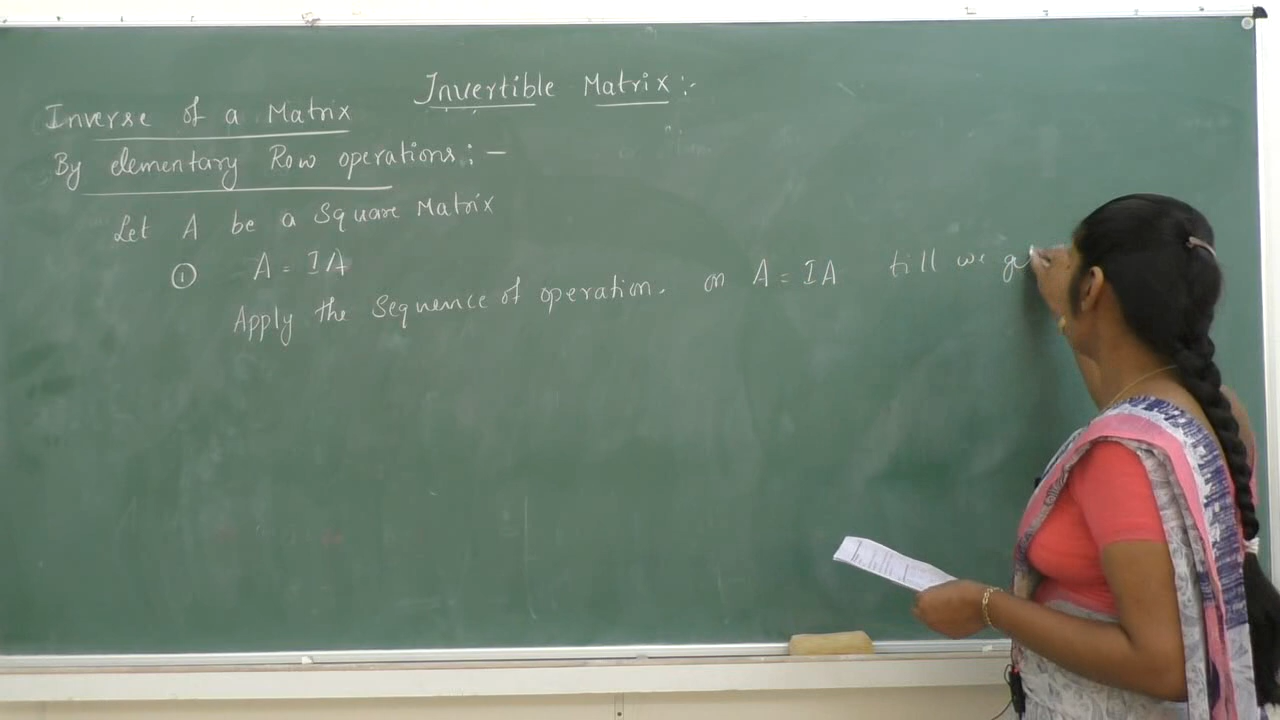 Invertible Matrix:-
Inverse of a Matrix
By elementary Row operations:-
Let A be a Square Matrix
① A = IA
Apply the Sequence of operation. on A = IA till we